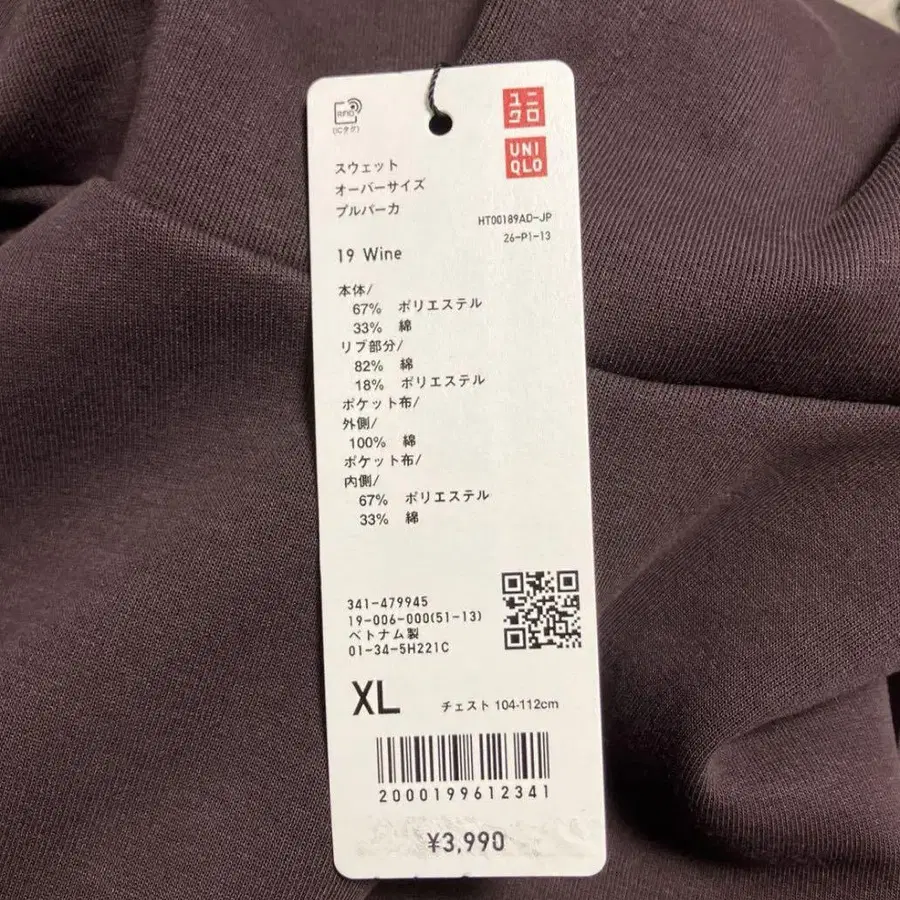 RFID
(ICタグ)
ユニ
クロ
UNI
QLO
スウェット
オーバーサイズ
プルパーカ
HT00189AD-JP
26-P1-13
19 Wine
本体/
67% ポリエステル
33% 綿
リブ部分/
82% 綿
18% ポリエステル
ポケット布/
外側/
100% 綿
ポケット布/
内側/
67% ポリエステル
33% 綿
341-479945
19-006-000(51-13)
ベトナム製
01-34-5H221C
XL チェスト 104-112cm
2000199612341
¥3,990